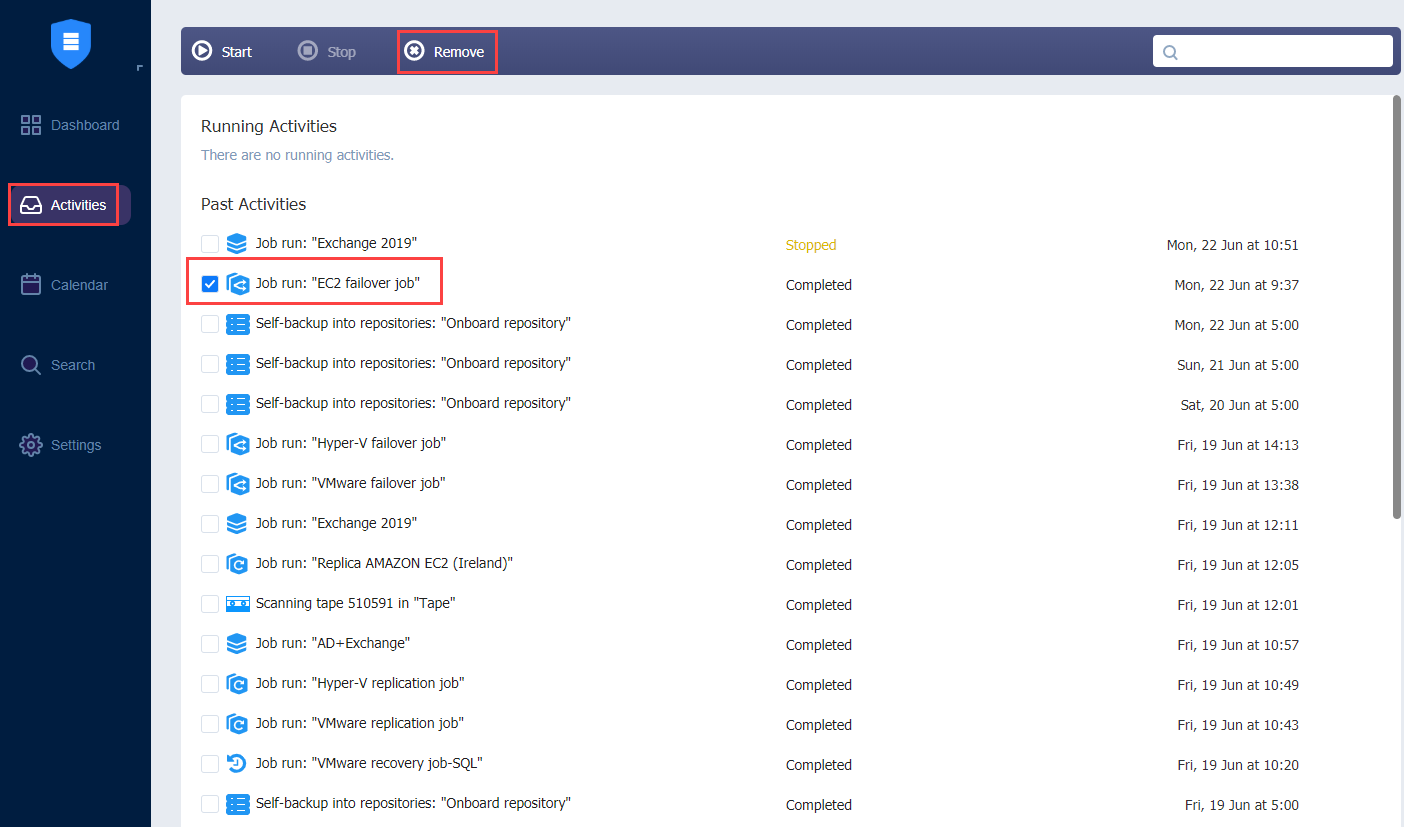 Start Stop Remove
Dashboard
Activities
Calendar
Search
Settings
Running Activities
There are no running activities.
Past Activities
Job run: "Exchange 2019" Stopped Mon, 22 Jun at 10:51
Job run: "EC2 failover job" Completed Mon, 22 Jun at 9:37
Self-backup into repositories: "Onboard repository" Completed Mon, 22 Jun at 5:00
Self-backup into repositories: "Onboard repository" Completed Sun, 21 Jun at 5:00
Self-backup into repositories: "Onboard repository" Completed Sat, 20 Jun at 5:00
Job run: "Hyper-V failover job" Completed Fri, 19 Jun at 14:13
Job run: "VMware failover job" Completed Fri, 19 Jun at 13:38
Job run: "Exchange 2019" Completed Fri, 19 Jun at 12:11
Job run: "Replica AMAZON EC2 (Ireland)" Completed Fri, 19 Jun at 12:05
Scanning tape 510591 in "Tape" Completed Fri, 19 Jun at 12:01
Job run: "AD+Exchange" Completed Fri, 19 Jun at 10:57
Job run: "Hyper-V replication job" Completed Fri, 19 Jun at 10:49
Job run: "VMware replication job" Completed Fri, 19 Jun at 10:43
Job run: "VMware recovery job-SQL" Completed Fri, 19 Jun at 10:20
Self-backup into repositories: "Onboard repository" Completed Fri, 19 Jun at 5:00